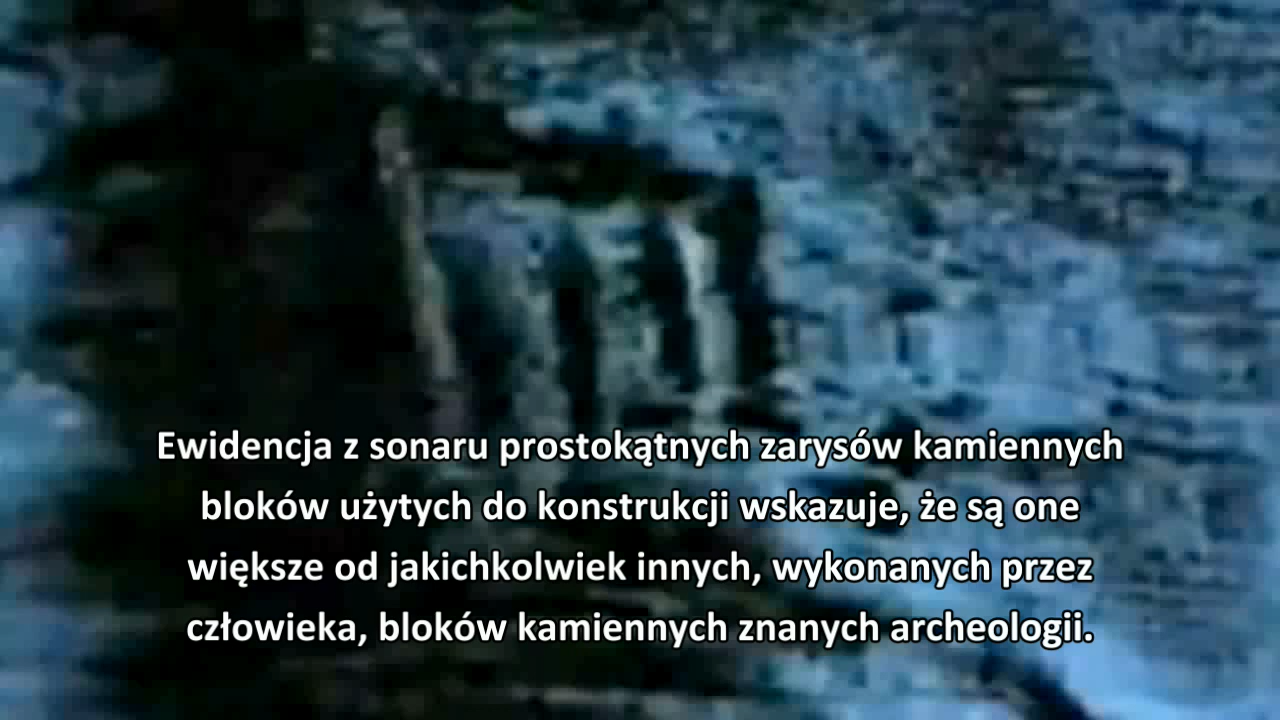 Ewidencja z sonaru prostokątnych zarysów kamiennych
bloków użytych do konstrukcji wskazuje, że są one
większe od jakichkolwiek innych, wykonanych przez
człowieka, bloków kamiennych znanych archeologii.